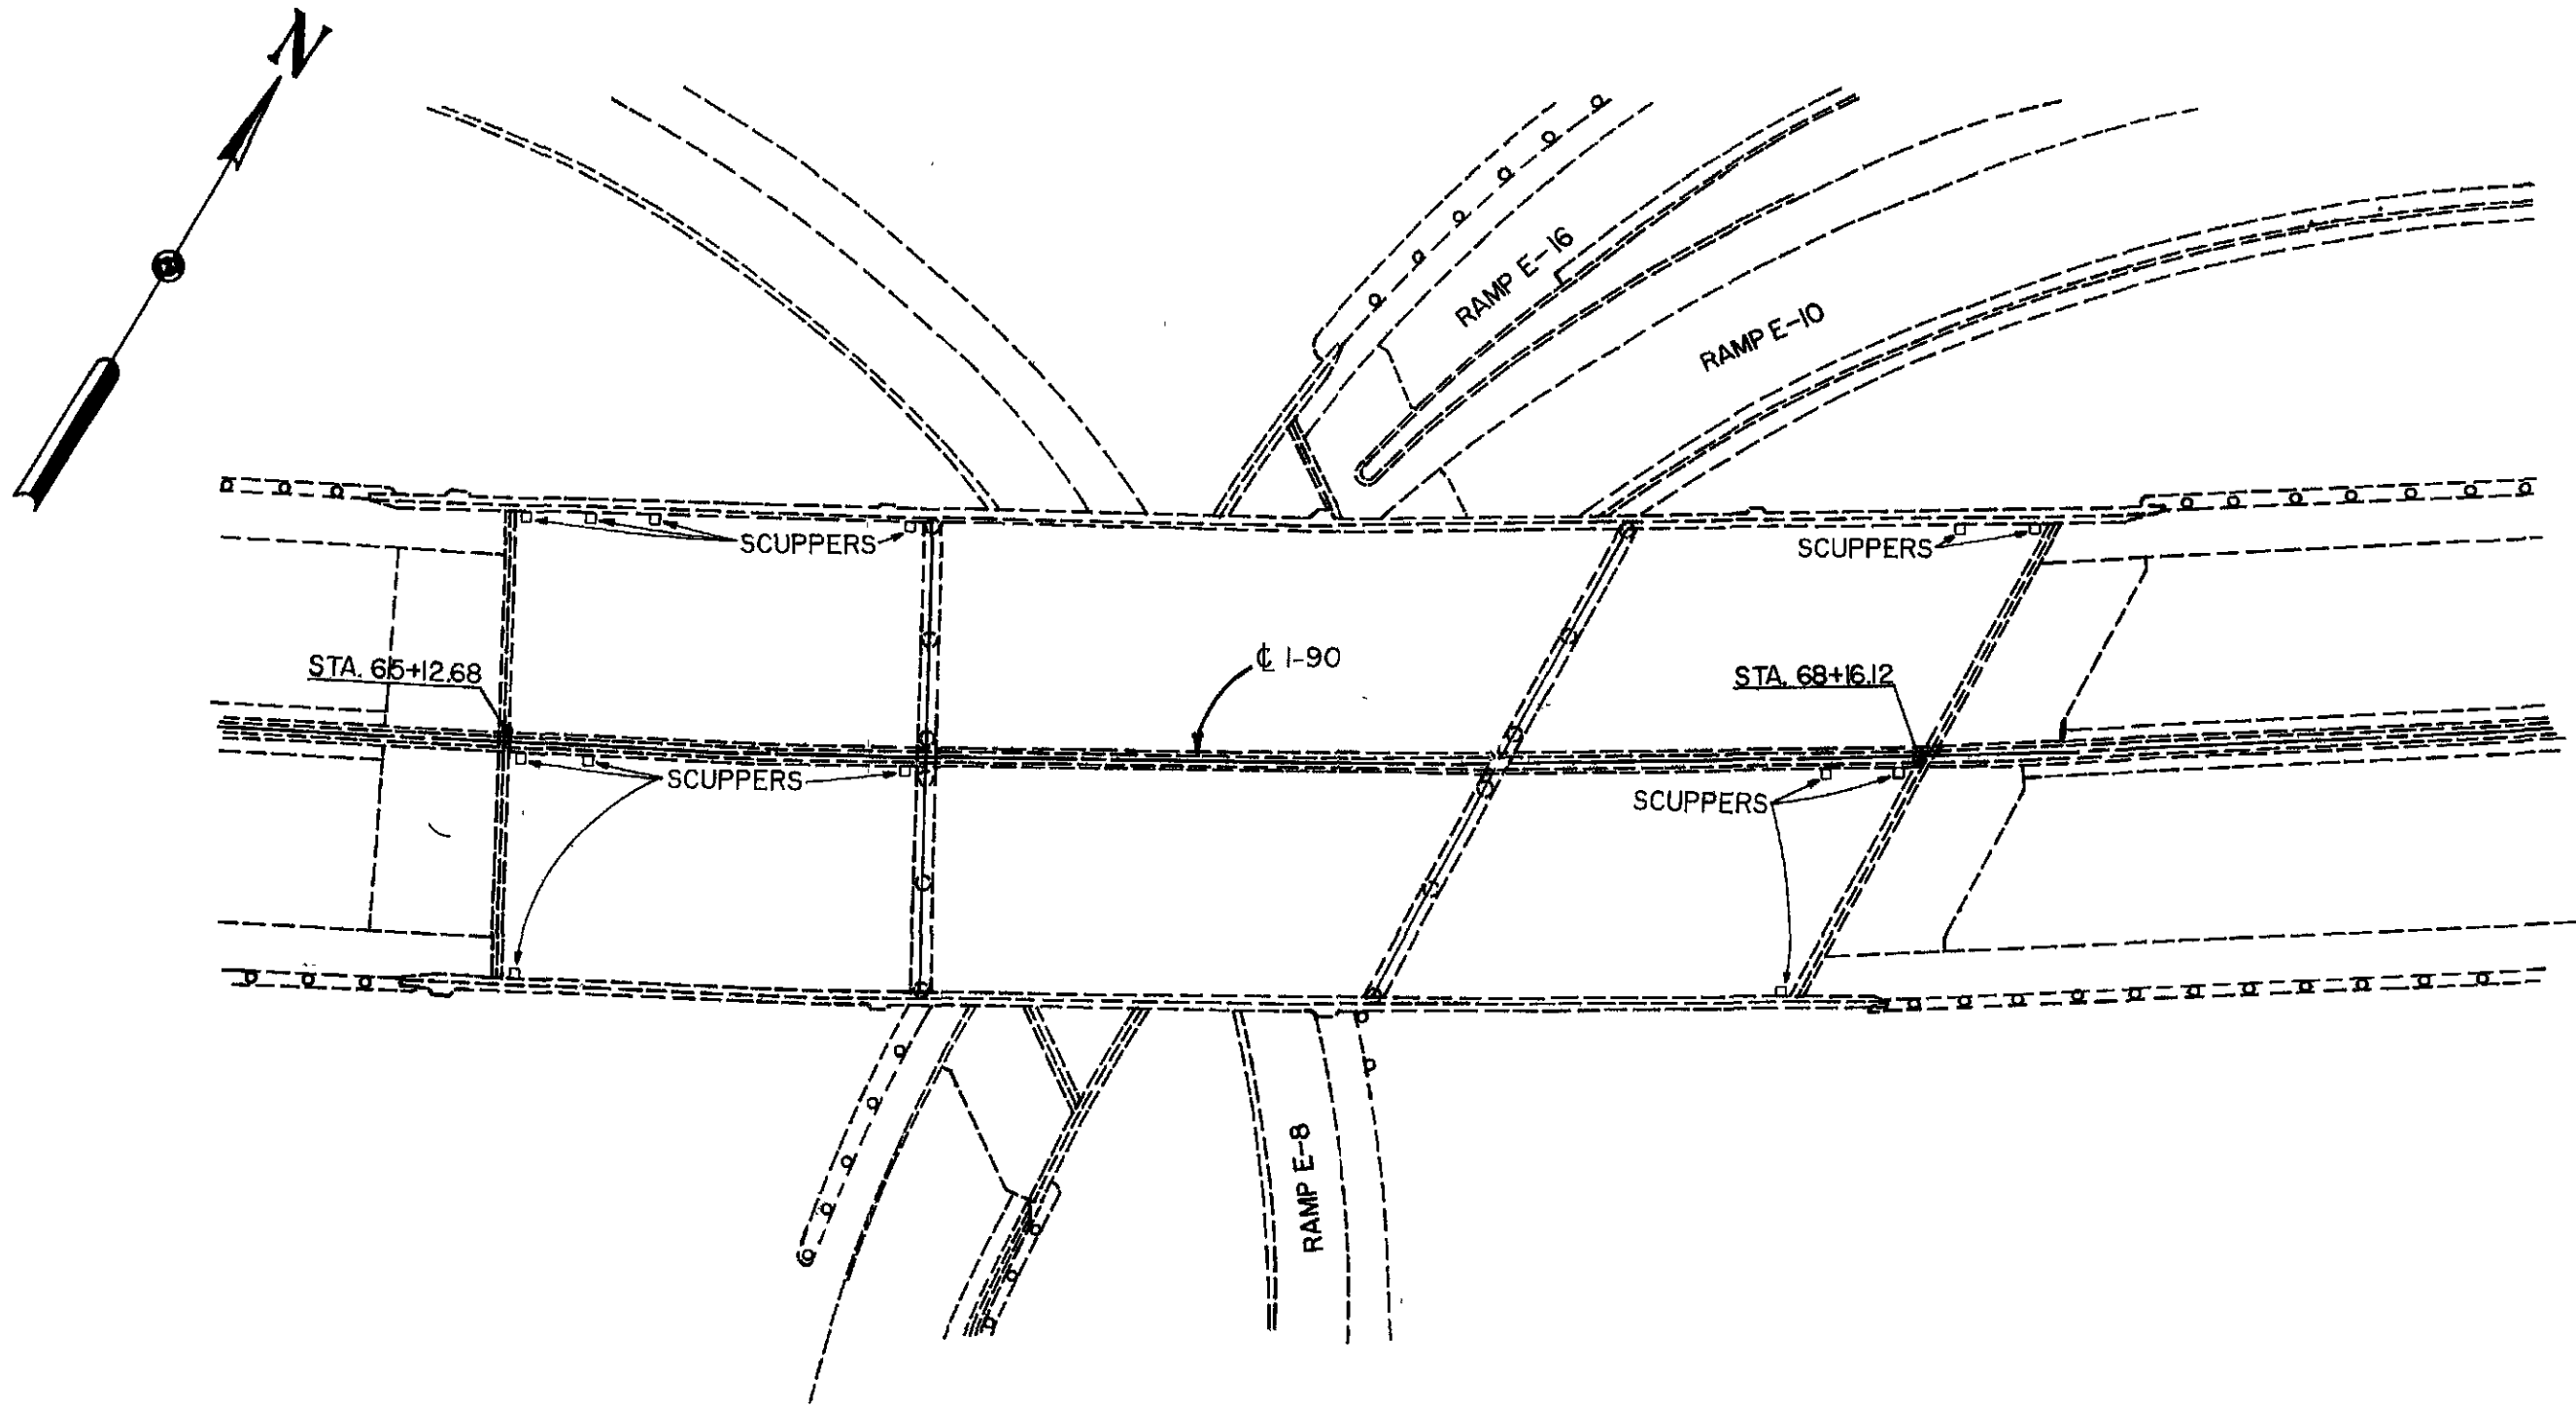 N
RAMP E-16
RAMP E-10
SCUPPERS
SCUPPERS
℄ I-90
STA. 65+12.68
STA. 68+16.12
SCUPPERS
SCUPPERS
RAMP E-8